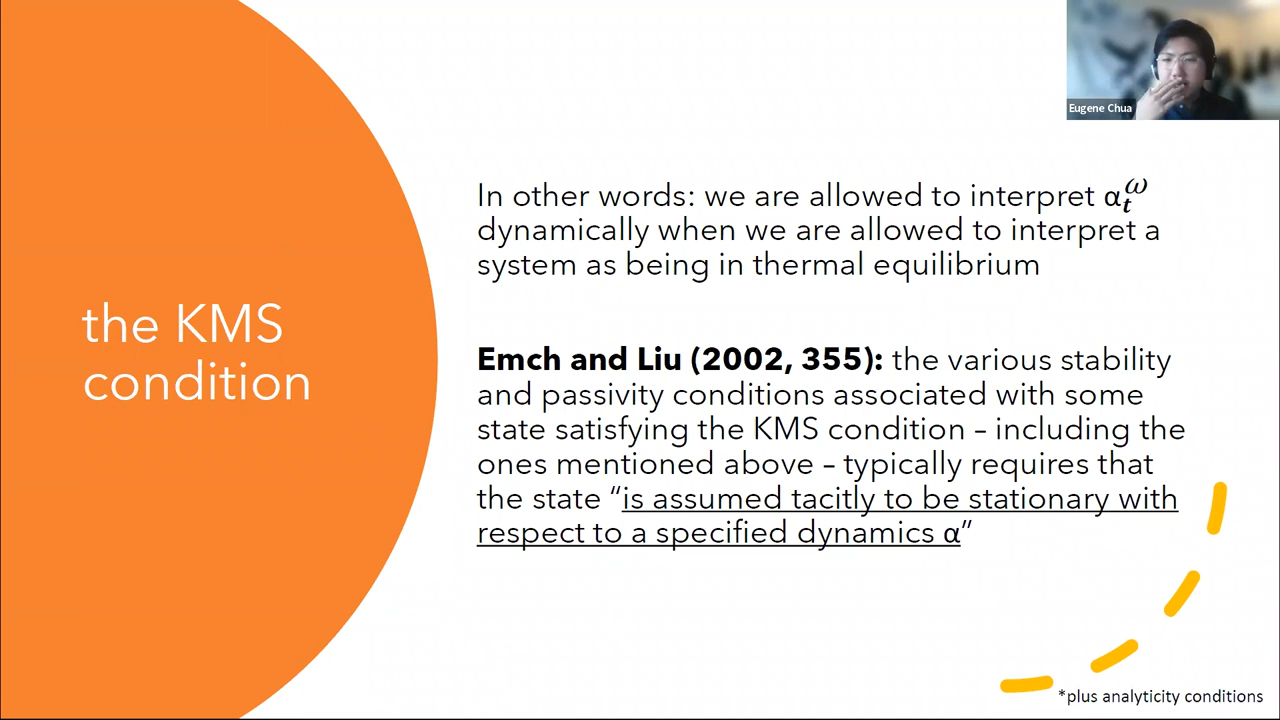 Eugene Chua
the KMS
condition
In other words: we are allowed to interpret α_t^ω
dynamically when we are allowed to interpret a
system as being in thermal equilibrium
Emch and Liu (2002, 355): the various stability
and passivity conditions associated with some
state satisfying the KMS condition – including the
ones mentioned above – typically requires that
the state “is assumed tacitly to be stationary with
respect to a specified dynamics α”
*plus analyticity conditions